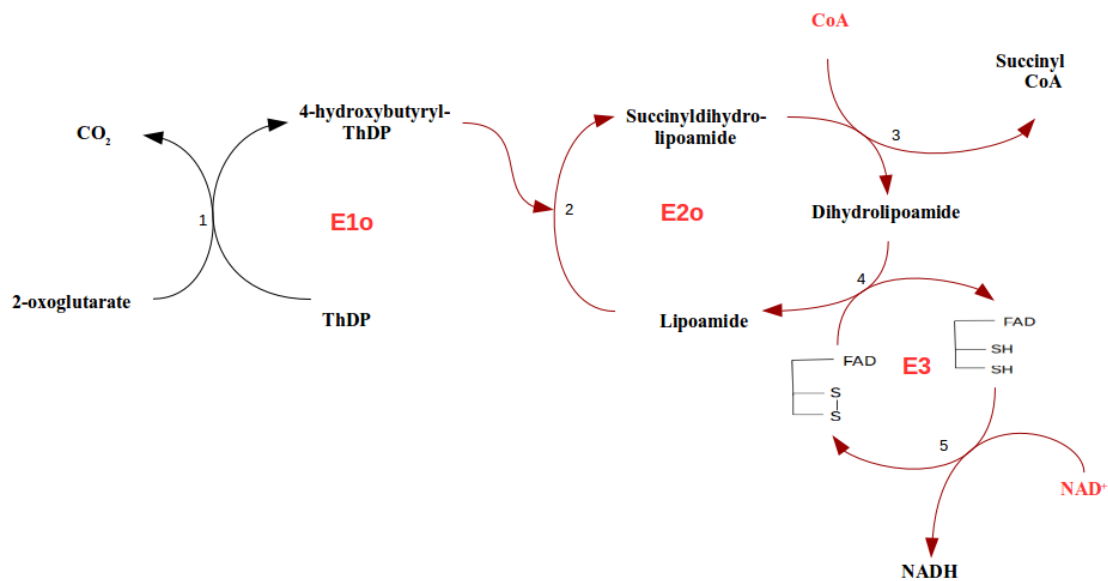 CoA
Succinyl
CoA
4-hydroxybutyryl-
ThDP
Succinyldihydro-
lipoamide
CO₂
3
1
E1o
2
E2o
Dihydrolipoamide
2-oxoglutarate
ThDP
Lipoamide
4
FAD
SH
SH
FAD
S
S
E3
5
NAD⁺
NADH